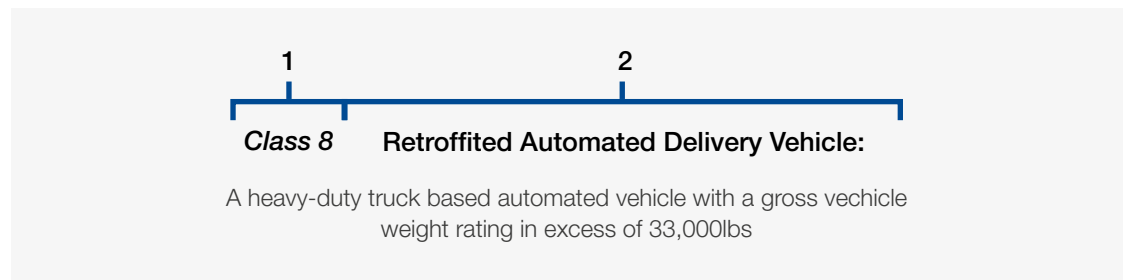 1 2
Class 8 Retroffited Automated Delivery Vehicle:
A heavy-duty truck based automated vehicle with a gross vechicle
weight rating in excess of 33,000lbs